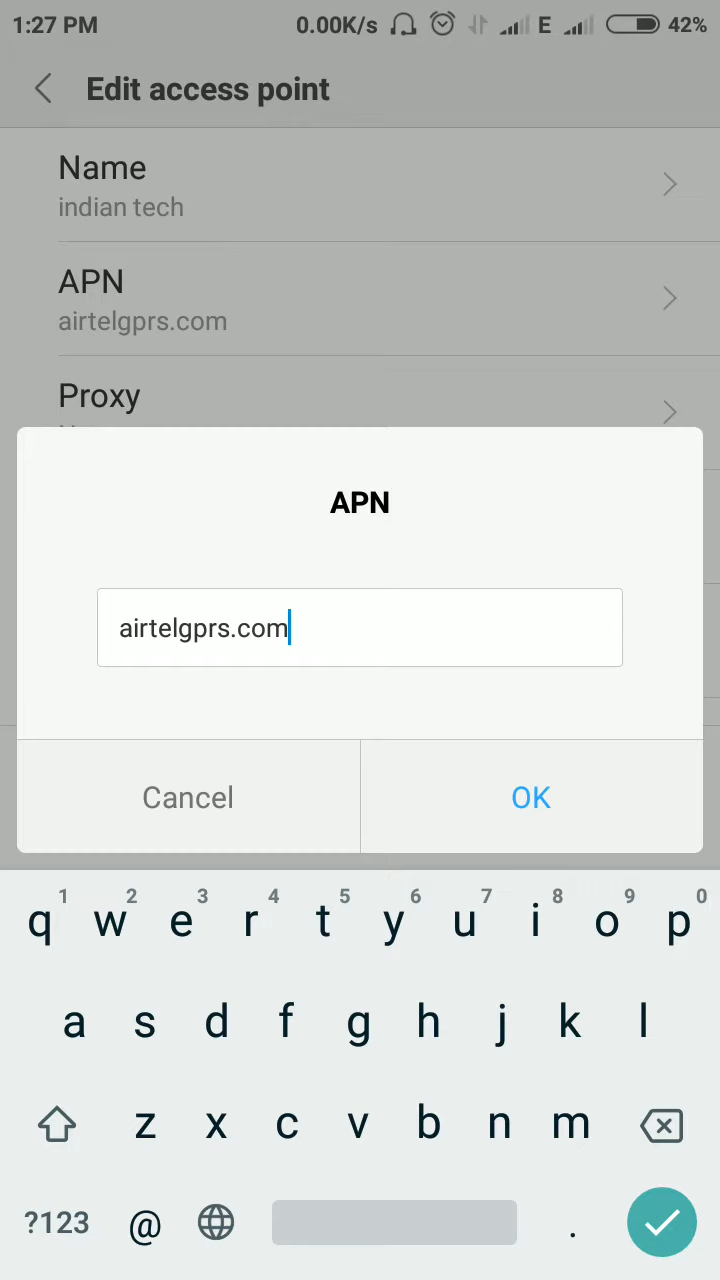 1:27 PM 0.00K/s E 42%
Edit access point
Name
indian tech
APN
airtelgprs.com
Proxy
APN
airtelgprs.com
Cancel OK
1 2 3 4 5 6 7 8 9 0
q w e r t y u i o p
a s d f g h j k l
z x c v b n m
?123 @ .